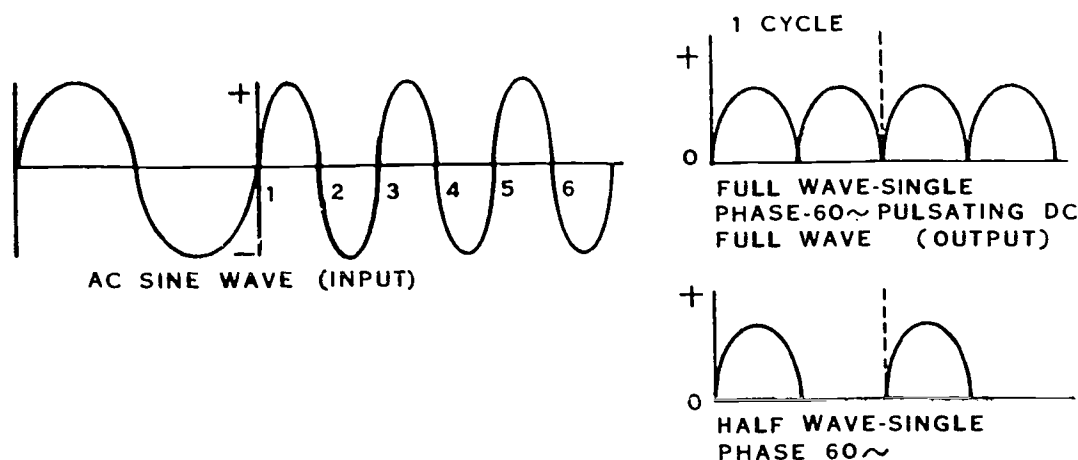 +
1 2 3 4 5 6
−
AC SINE WAVE (INPUT)
1 CYCLE
+
0
FULL WAVE-SINGLE
PHASE-60~ PULSATING DC
FULL WAVE (OUTPUT)
+
0
HALF WAVE-SINGLE
PHASE 60~